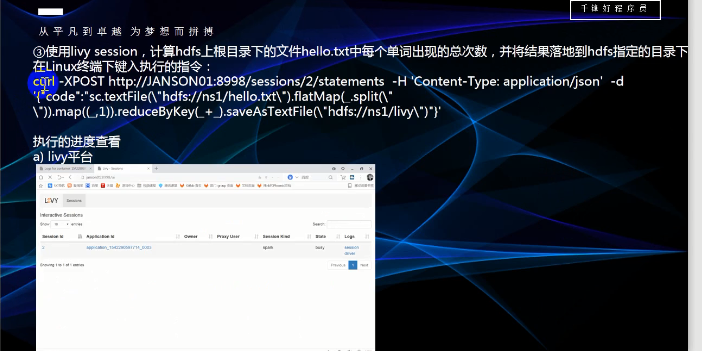 千锋好程序员
从平凡到卓越 为梦想而拼搏
③使用livy session，计算hdfs上根目录下的文件hello.txt中每个单词出现的总次数，并将结果落地到hdfs指定的目录下
在Linux终端下键入执行的指令：
curl -XPOST http://JANSON01:8998/sessions/2/statements -H 'Content-Type: application/json' -d
'{"code":"sc.textFile(\"hdfs://ns1/hello.txt\").flatMap(_.split(\"
\")).map((_,1)).reduceByKey(_+_).saveAsTextFile(\"hdfs://ns1/livy\")"}'
执行的进度查看
a) livy平台
LIVY Sessions
Interactive Sessions
Show entries Search:
Session Id Application Id Owner Proxy User Session Kind State Logs
2 spark busy session
driver
Showing 1 to 1 of 1 entries
Previous 1 Next